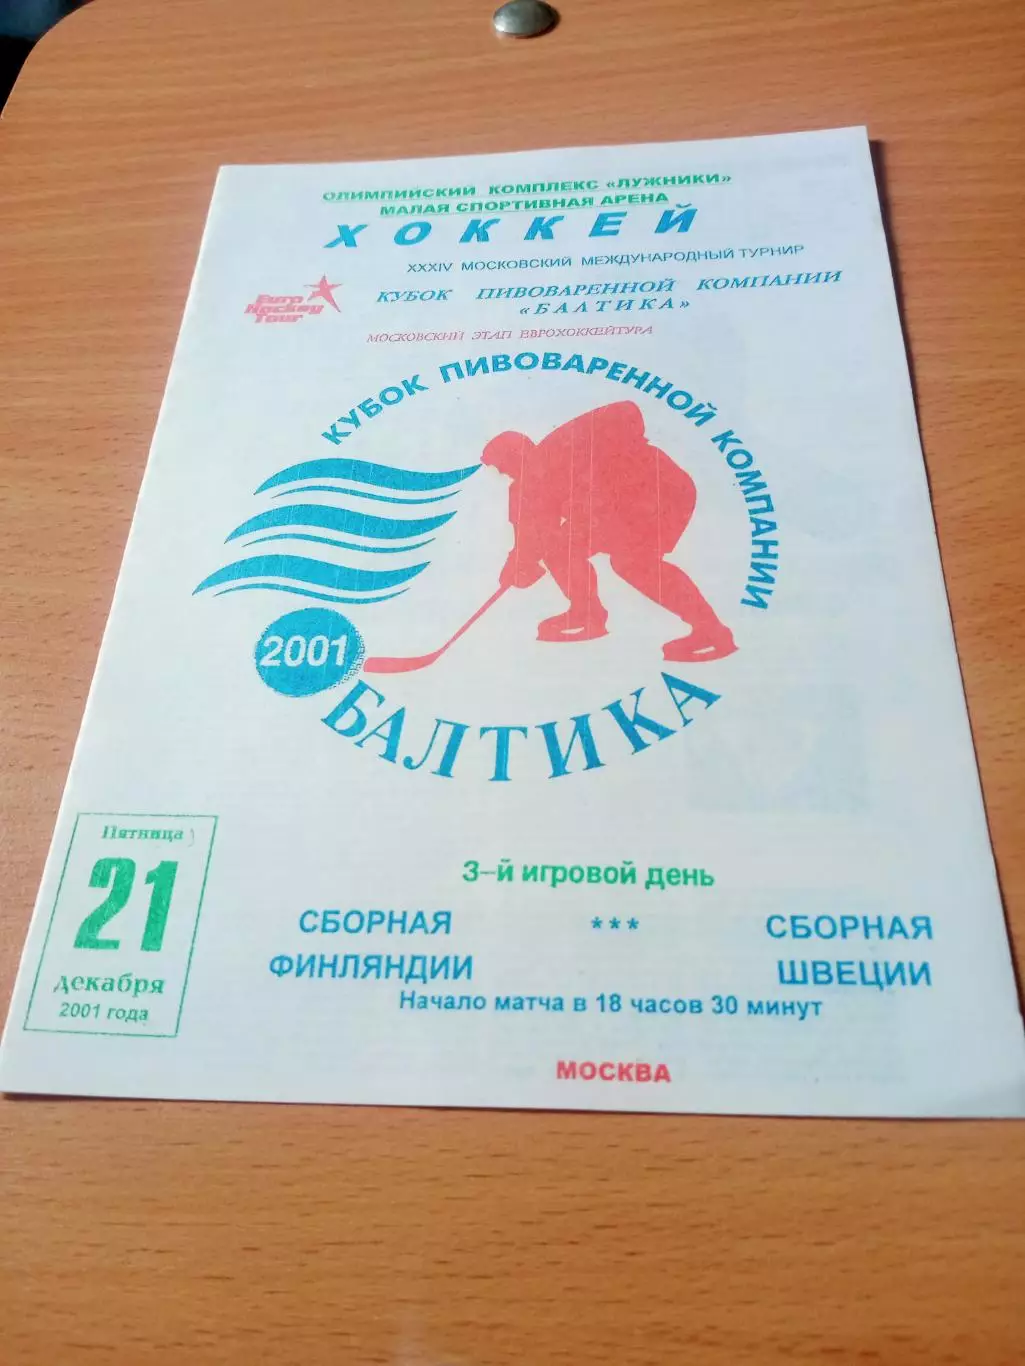 ОЛИМПИЙСКИЙ КОМПЛЕКС «ЛУЖНИКИ»
МАЛАЯ СПОРТИВНАЯ АРЕНА
ХОККЕЙ
XXXIV МОСКОВСКИЙ МЕЖДУНАРОДНЫЙ ТУРНИР
Euro
Hockey
Tour
КУБОК ПИВОВАРЕННОЙ КОМПАНИИ
«БАЛТИКА»
МОСКОВСКИЙ ЭТАП ЕВРОХОККЕЙТУРА
КУБОК ПИВОВАРЕННОЙ КОМПАНИИ
2001
БАЛТИКА
Пятница
21
декабря
2001 года
3-й игровой день
СБОРНАЯ *** СБОРНАЯ
ФИНЛЯНДИИ ШВЕЦИИ
Начало матча в 18 часов 30 минут
МОСКВА